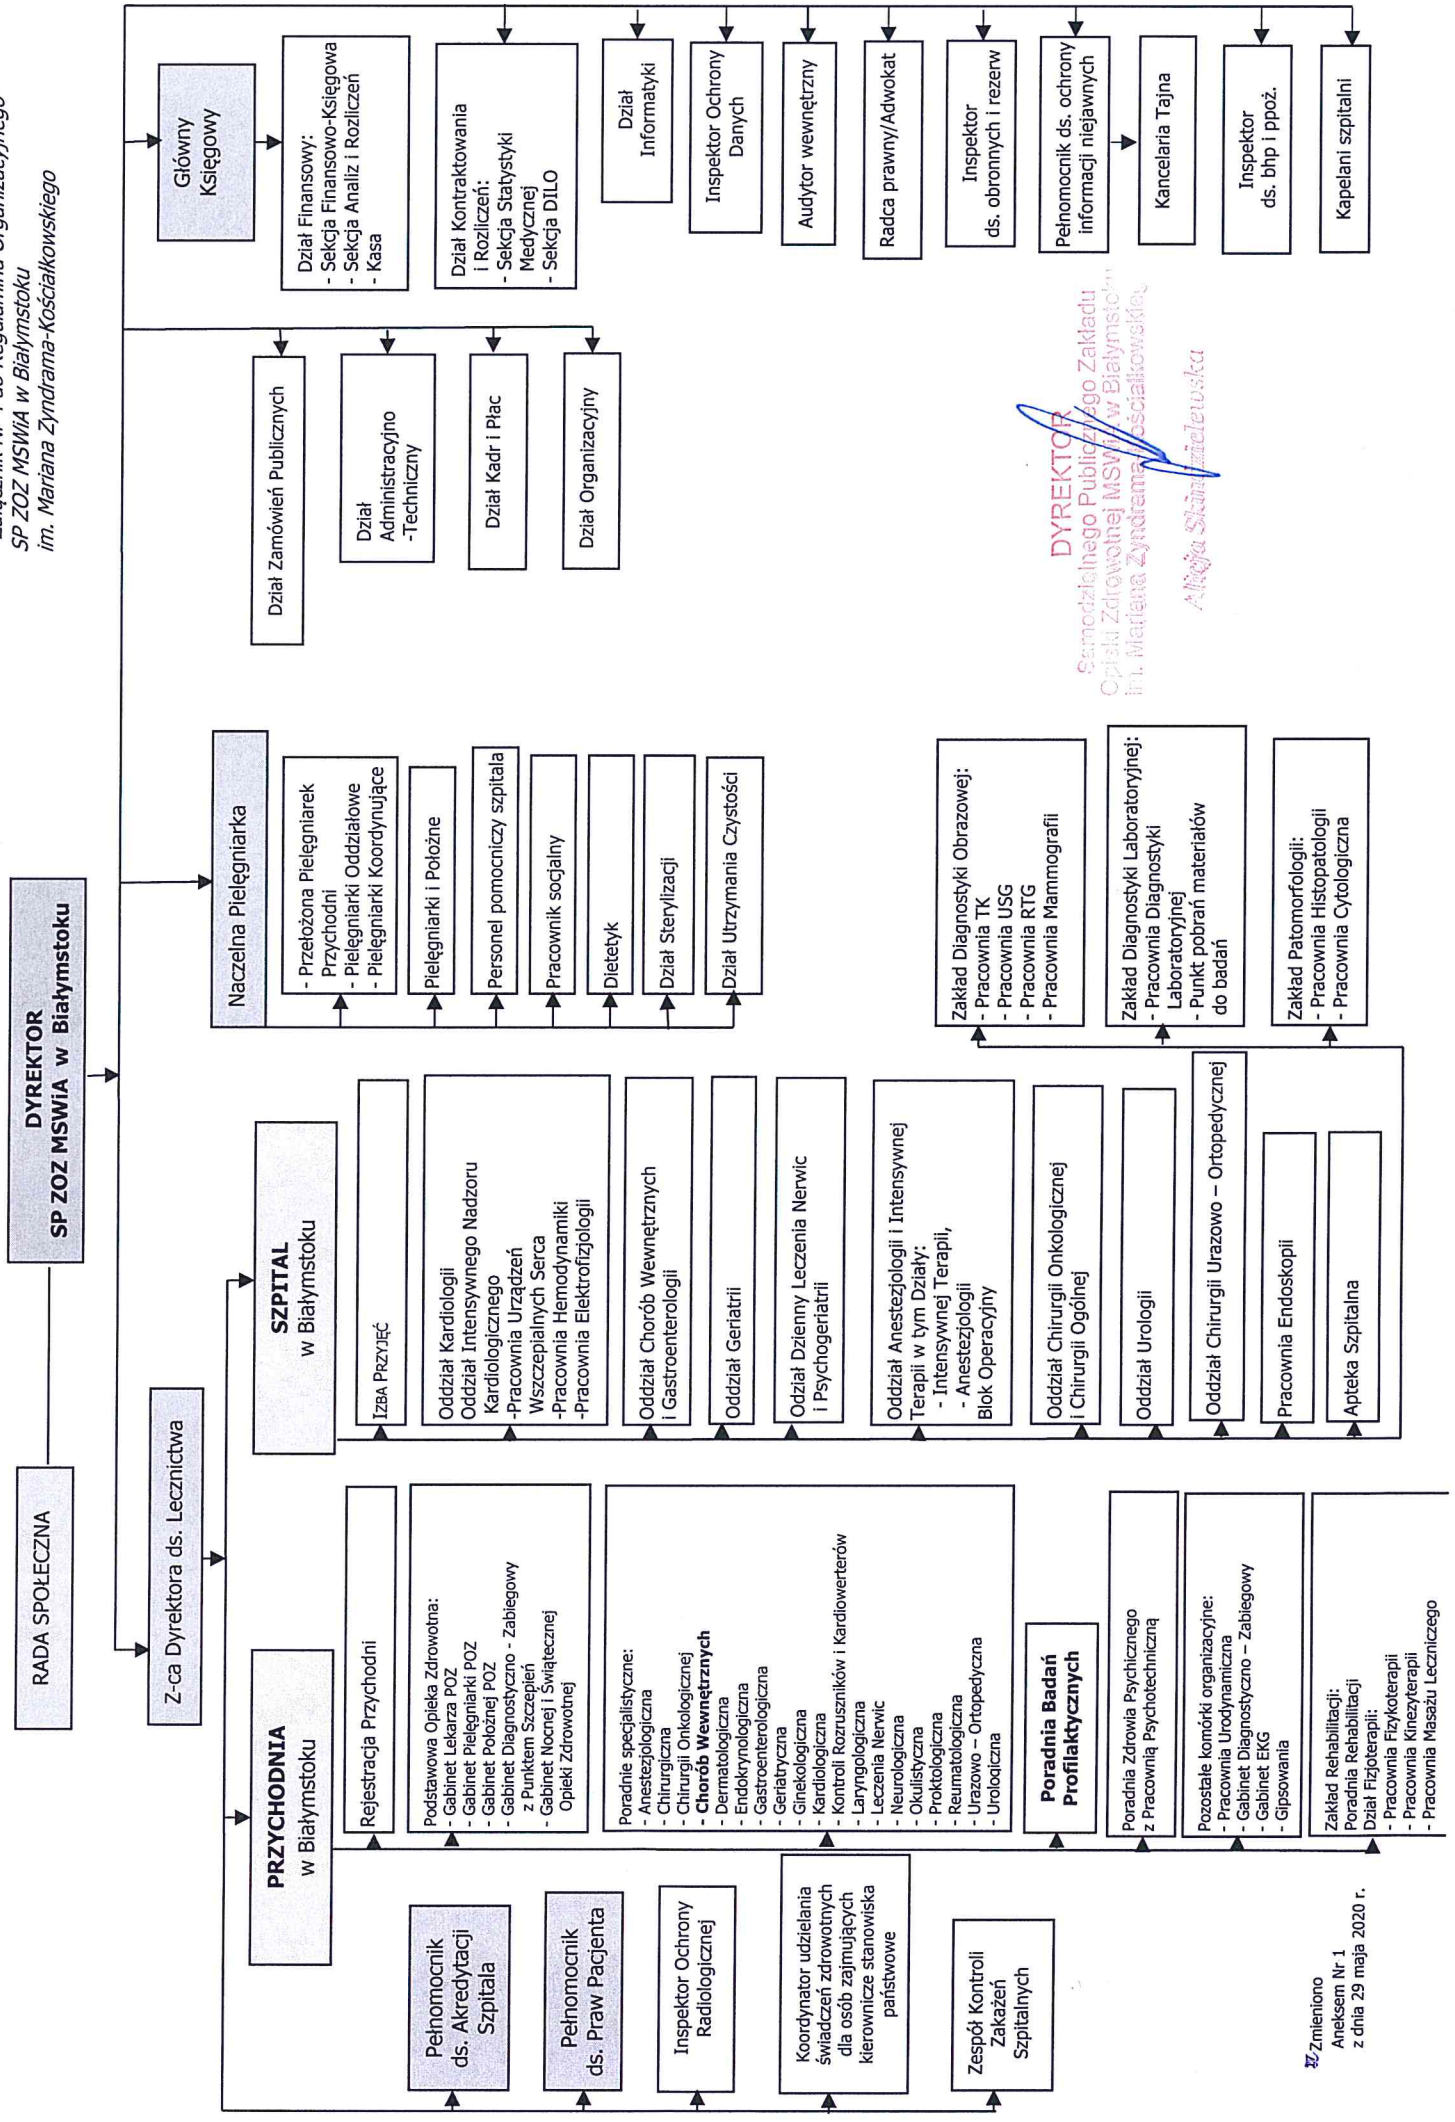 SP ZOZ MSWiA w Białymstoku
im. Mariana Zyndrama-Kościałkowskiego
DYREKTOR
SP ZOZ MSWiA w Białymstoku
RADA SPOŁECZNA
Z-ca Dyrektora ds. Lecznictwa
Pełnomocnik
ds. Akredytacji
Szpitala
Pełnomocnik
ds. Praw Pacjenta
Inspektor Ochrony
Radiologicznej
Koordynator udzielania
świadczeń zdrowotnych
dla osób zajmujących
kierownicze stanowiska
państwowe
Zespół Kontroli
Zakażeń
Szpitalnych
PRZYCHODNIA
w Białymstoku
Rejestracja Przychodni
Podstawowa Opieka Zdrowotna:
- Gabinet Lekarza POZ
- Gabinet Pielęgniarki POZ
- Gabinet Położnej POZ
- Gabinet Diagnostyczno - Zabiegowy
z Punktem Szczepień
- Gabinet Nocnej i Świątecznej
Opieki Zdrowotnej
Poradnie specjalistyczne:
- Anestezjologiczna
- Chirurgiczna
- Chirurgii Onkologicznej
- Chorób Wewnętrznych
- Dermatologiczna
- Endokrynologiczna
- Gastroenterologiczna
- Geriatryczna
- Ginekologiczna
- Kardiologiczna
- Kontroli Rozruszników i Kardiowerterów
- Laryngologiczna
- Leczenia Nerwic
- Neurologiczna
- Okulistyczna
- Proktologiczna
- Reumatologiczna
- Urazowo – Ortopedyczna
- Urologiczna
Poradnia Badań
Profilaktycznych
Poradnia Zdrowia Psychicznego
z Pracownią Psychotechniczną
Pozostałe komórki organizacyjne:
- Pracownia Urodynamiczna
- Gabinet Diagnostyczno – Zabiegowy
- Gabinet EKG
- Gipsowania
Zakład Rehabilitacji:
Poradnia Rehabilitacji
Dział Fizjoterapii:
- Pracownia Fizykoterapii
- Pracownia Kinezyterapii
- Pracownia Masażu Leczniczego
SZPITAL
w Białymstoku
IZBA PRZYJĘĆ
Oddział Kardiologii
Oddział Intensywnego Nadzoru
Kardiologicznego
-Pracownia Urządzeń
Wszczepialnych Serca
-Pracownia Hemodynamiki
-Pracownia Elektrofizjologii
Oddział Chorób Wewnętrznych
i Gastroenterologii
Oddział Geriatrii
Odział Dzienny Leczenia Nerwic
i Psychogeriatrii
Oddział Anestezjologii i Intensywnej
Terapii w tym Działy:
- Intensywnej Terapii,
- Anestezjologii
Blok Operacyjny
Oddział Chirurgii Onkologicznej
i Chirurgii Ogólnej
Oddział Urologii
Oddział Chirurgii Urazowo – Ortopedycznej
Pracownia Endoskopii
Apteka Szpitalna
Zakład Diagnostyki Obrazowej:
- Pracownia TK
- Pracownia USG
- Pracownia RTG
- Pracownia Mammografii
Zakład Diagnostyki Laboratoryjnej:
- Pracownia Diagnostyki
Laboratoryjnej
- Punkt pobrań materiałów
do badań
Zakład Patomorfologii:
- Pracownia Histopatologii
- Pracownia Cytologiczna
Naczelna Pielęgniarka
- Przełożona Pielęgniarek
Przychodni
- Pielęgniarki Oddziałowe
- Pielęgniarki Koordynujące
Pielęgniarki i Położne
Personel pomocniczy szpitala
Pracownik socjalny
Dietetyk
Dział Sterylizacji
Dział Utrzymania Czystości
Dział Zamówień Publicznych
Dział
Administracyjno
-Techniczny
Dział Kadr i Płac
Dział Organizacyjny
Główny
Księgowy
Dział Finansowy:
- Sekcja Finansowo-Księgowa
- Sekcja Analiz i Rozliczeń
- Kasa
Dział Kontraktowania
i Rozliczeń:
- Sekcja Statystyki
Medycznej
- Sekcja DILO
Dział
Informatyki
Inspektor Ochrony
Danych
Audytor wewnętrzny
Radca prawny/Adwokat
Inspektor
ds. obronnych i rezerw
Pełnomocnik ds. ochrony
informacji niejawnych
Kancelaria Tajna
Inspektor
ds. bhp i ppoż.
Kapelani szpitalni
DYREKTOR
Samodzielnego Publicznego Zakładu
Opieki Zdrowotnej MSWiA w Białymstoku
im. Mariana Zyndrama-Kościałkowskiego
Zmieniono
Aneksem Nr 1
z dnia 29 maja 2020 r.